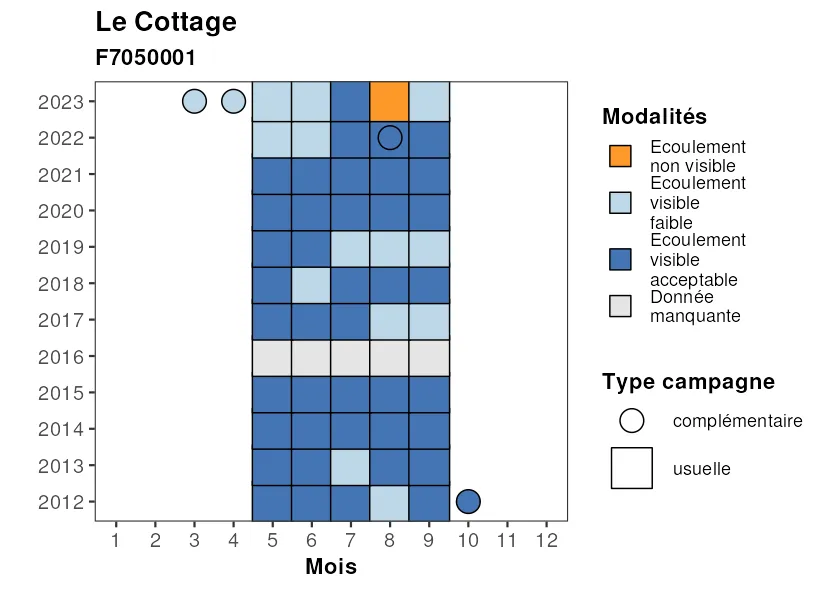 Le Cottage
F7050001
2023
2022
2021
2020
2019
2018
2017
2016
2015
2014
2013
2012
1 2 3 4 5 6 7 8 9 10 11 12
Mois
Modalités
Ecoulement
non visible
Ecoulement
visible
faible
Ecoulement
visible
acceptable
Donnée
manquante
Type campagne
complémentaire
usuelle